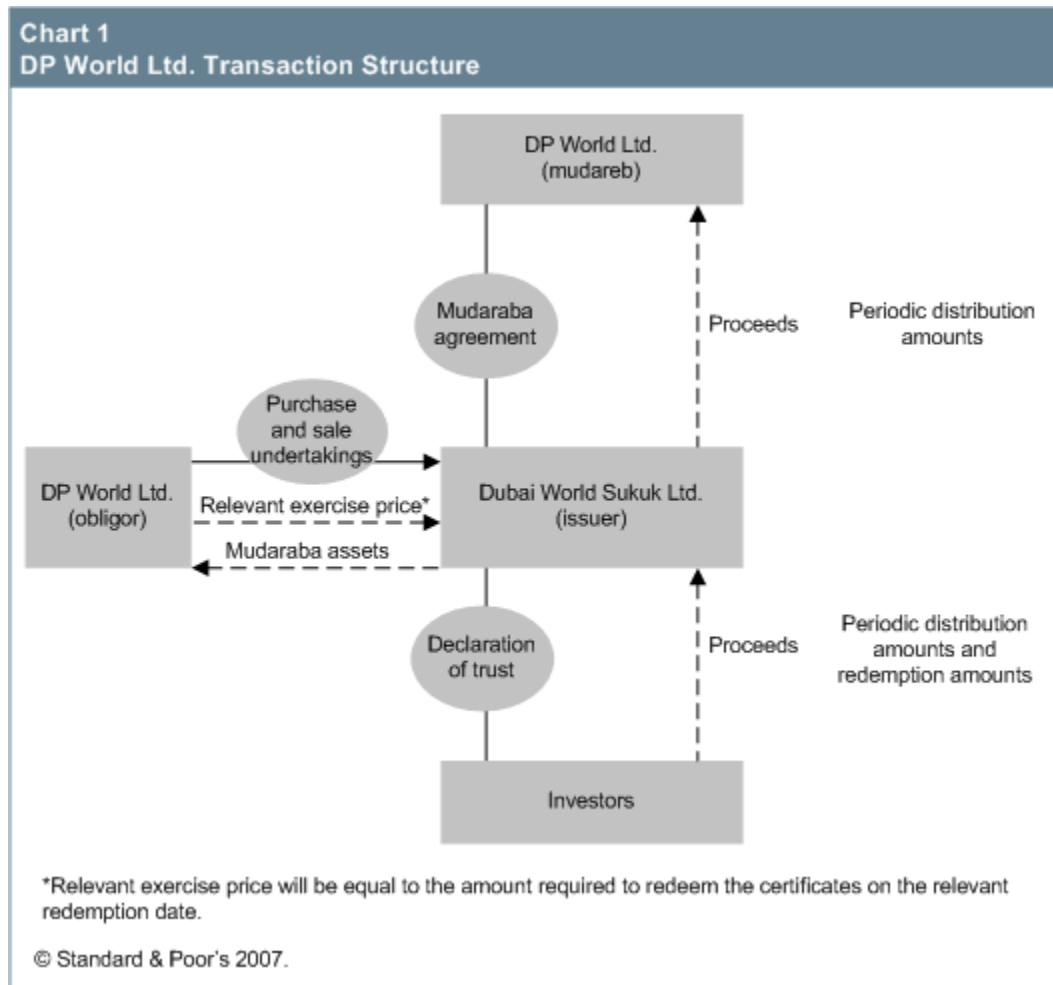 Chart 1
DP World Ltd. Transaction Structure
DP World Ltd.
(mudareb)
Mudaraba
agreement
Proceeds
Periodic distribution
amounts
Purchase
and sale
undertakings
DP World Ltd.
(obligor)
Relevant exercise price*
Mudaraba assets
Dubai World Sukuk Ltd.
(issuer)
Declaration
of trust
Proceeds
Periodic distribution
amounts and
redemption amounts
Investors
*Relevant exercise price will be equal to the amount required to redeem the certificates on the relevant
redemption date.
© Standard & Poor's 2007.